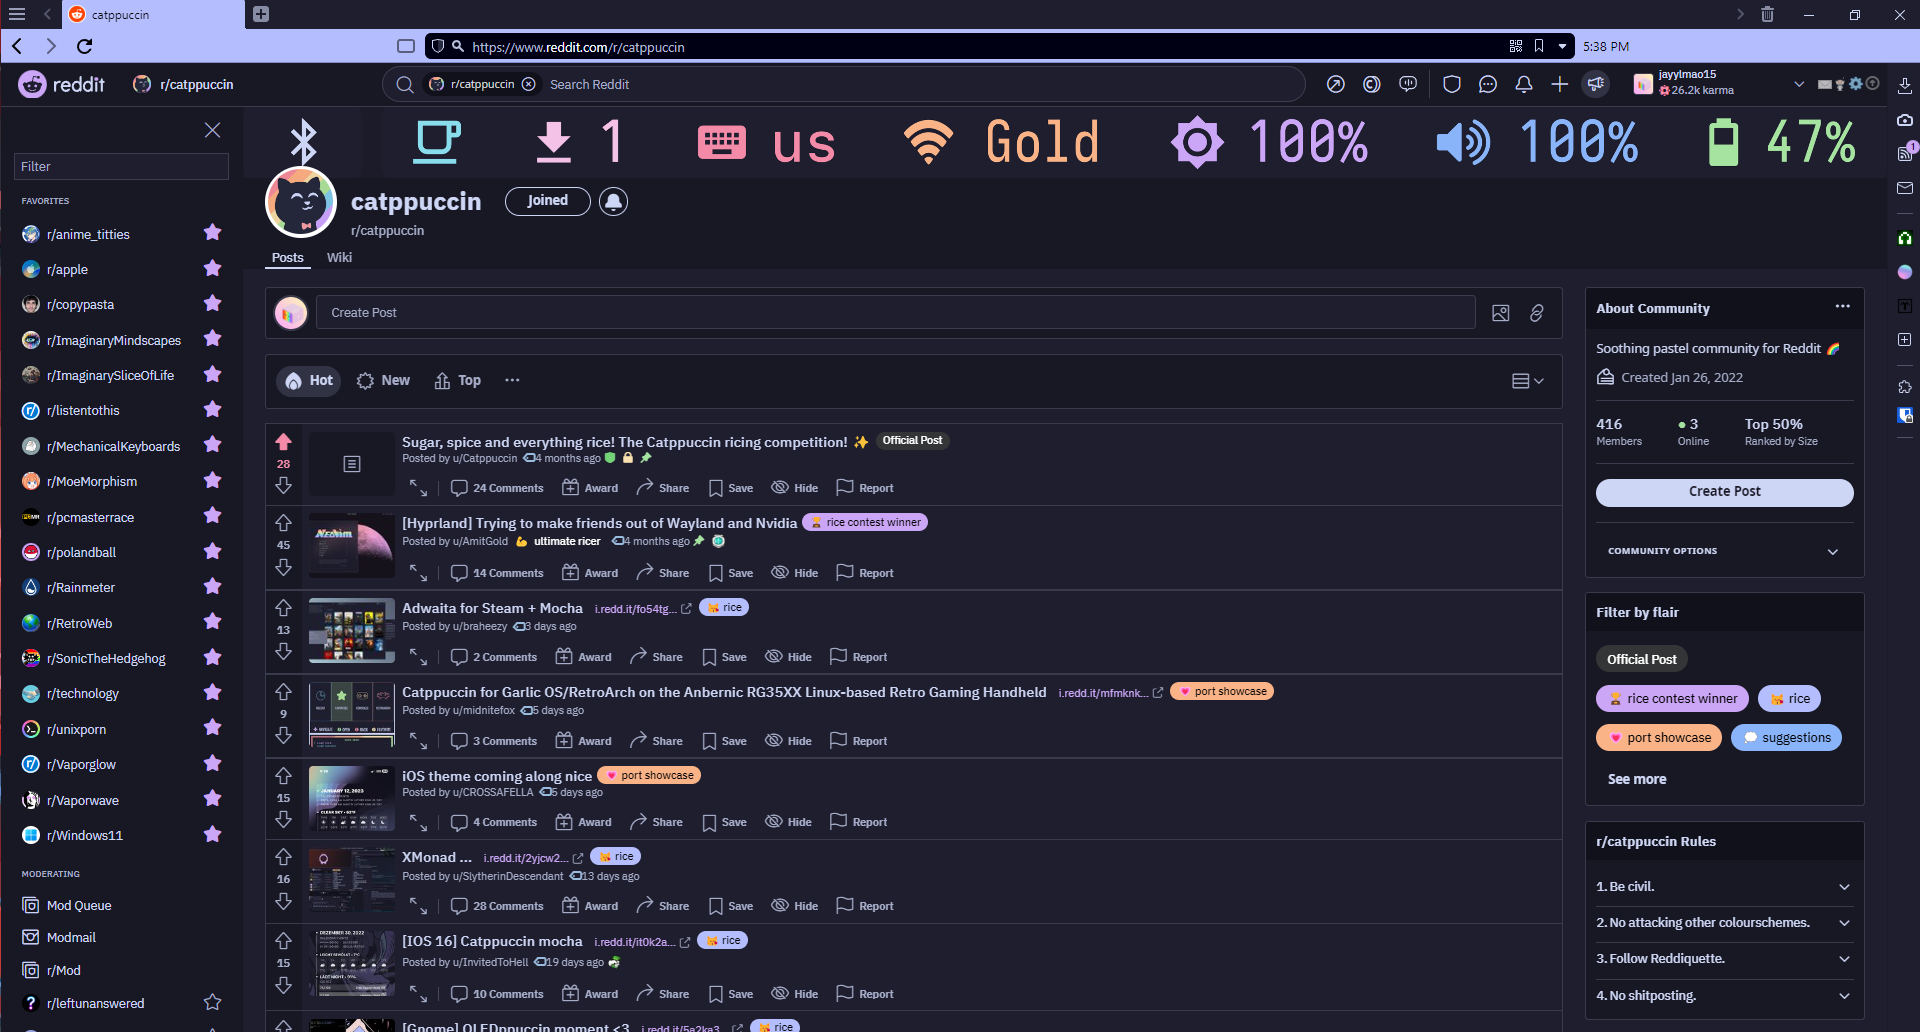 catppuccin
https://www.reddit.com/r/catppuccin
5:38 PM
reddit
r/catppuccin
r/catppuccin
Search Reddit
jayylmao15
26.2k karma
1
Filter
FAVORITES
r/anime_titties
r/apple
r/copypasta
r/ImaginaryMindscapes
r/ImaginarySliceOfLife
r/listentothis
r/MechanicalKeyboards
r/MoeMorphism
r/pcmasterrace
r/polandball
r/Rainmeter
r/RetroWeb
r/SonicTheHedgehog
r/technology
r/unixporn
r/Vaporglow
r/Vaporwave
r/Windows11
MODERATING
Mod Queue
Modmail
r/Mod
r/leftunanswered
1 us Gold 100% 100% 47%
catppuccin
Joined
r/catppuccin
Posts Wiki
Create Post
Hot New Top
28
Sugar, spice and everything rice! The Catppuccin ricing competition! ✨ Official Post
Posted by u/Catppuccin 4 months ago
24 Comments Award Share Save Hide Report
45
[Hyprland] Trying to make friends out of Wayland and Nvidia rice contest winner
Posted by u/AmitGold 💪 ultimate ricer 4 months ago
14 Comments Award Share Save Hide Report
13
Adwaita for Steam + Mocha i.redd.it/fo54tg... rice
Posted by u/braheezy 3 days ago
2 Comments Award Share Save Hide Report
9
Catppuccin for Garlic OS/RetroArch on the Anbernic RG35XX Linux-based Retro Gaming Handheld i.redd.it/mfmknk... port showcase
Posted by u/midnitefox 5 days ago
3 Comments Award Share Save Hide Report
15
iOS theme coming along nice port showcase
Posted by u/CROSSAFELLA 5 days ago
JANUARY 12, 2023
4 Comments Award Share Save Hide Report
16
XMonad ... i.redd.it/2yjcw2... rice
Posted by u/SlytherinDescendant 13 days ago
28 Comments Award Share Save Hide Report
15
[IOS 16] Catppuccin mocha i.redd.it/it0k2a... rice
Posted by u/InvitedToHell 19 days ago
DEZEMBER 30, 2022
10 Comments Award Share Save Hide Report
[Gnome] OLEDppuccin moment <3 i.redd.it/5a2ka3... rice
About Community
Soothing pastel community for Reddit 🌈
Created Jan 26, 2022
416 3 Top 50%
Members Online Ranked by Size
Create Post
COMMUNITY OPTIONS
Filter by flair
Official Post
rice contest winner rice
port showcase suggestions
See more
r/catppuccin Rules
1. Be civil.
2. No attacking other colourschemes.
3. Follow Reddiquette.
4. No shitposting.